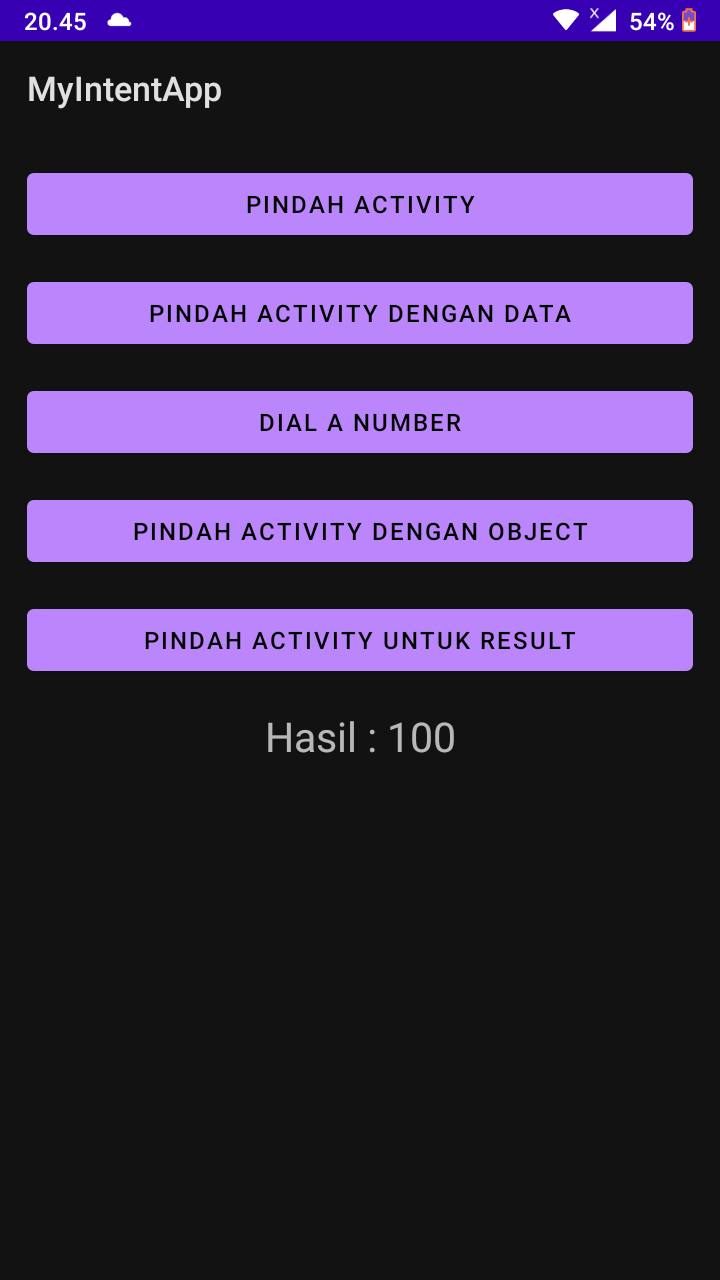 20.45 54%
MyIntentApp
PINDAH ACTIVITY
PINDAH ACTIVITY DENGAN DATA
DIAL A NUMBER
PINDAH ACTIVITY DENGAN OBJECT
PINDAH ACTIVITY UNTUK RESULT
Hasil : 100